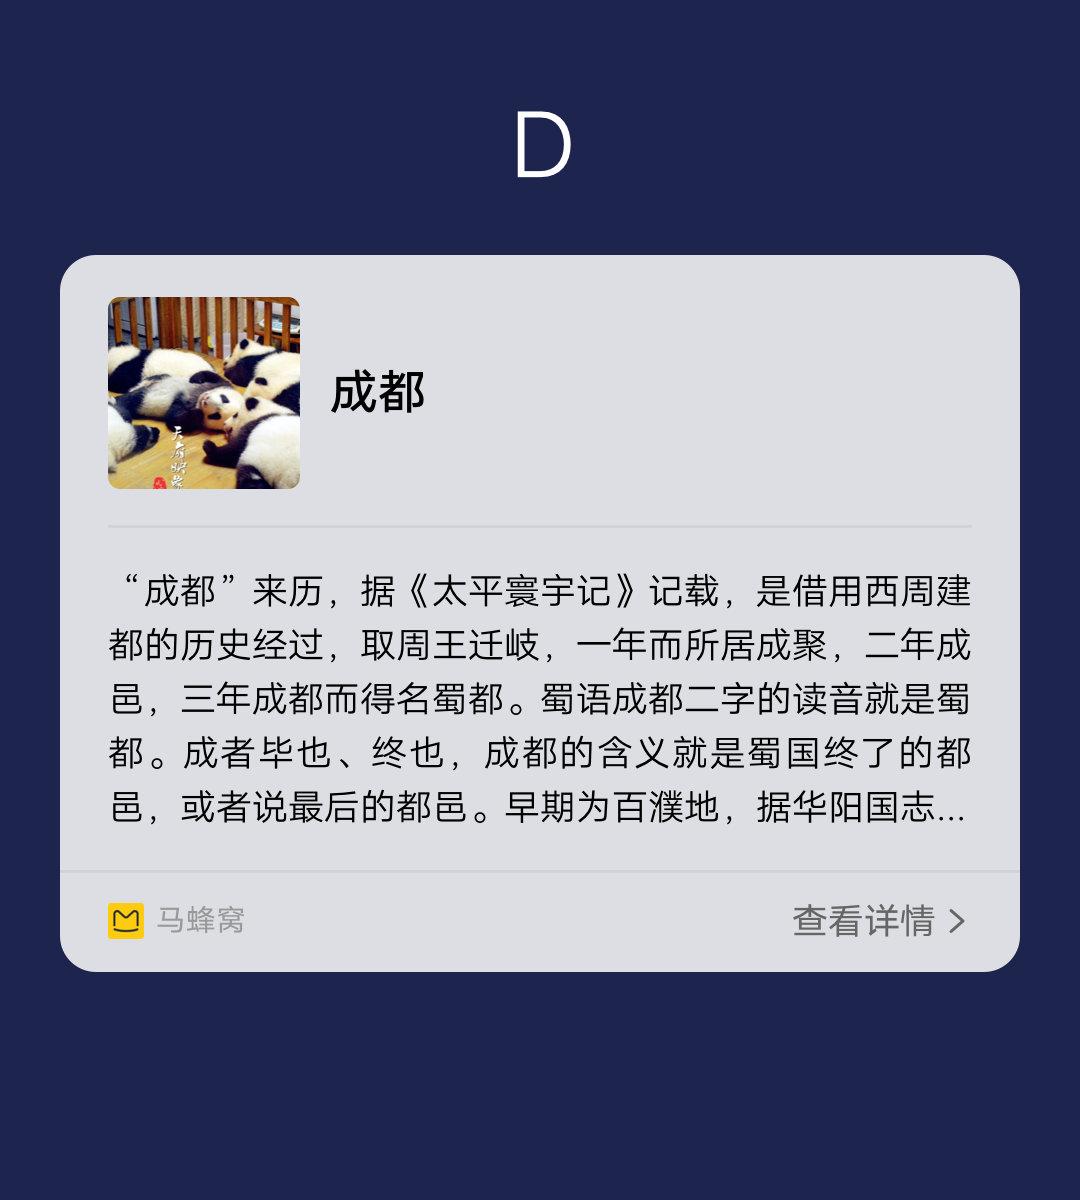 D
天府映像
成都
“成都”来历，据《太平寰宇记》记载，是借用西周建
都的历史经过，取周王迁岐，一年而所居成聚，二年成
邑，三年成都而得名蜀都。蜀语成都二字的读音就是蜀
都。成者毕也、终也，成都的含义就是蜀国终了的都
邑，或者说最后的都邑。早期为百濮地，据华阳国志...
马蜂窝
查看详情